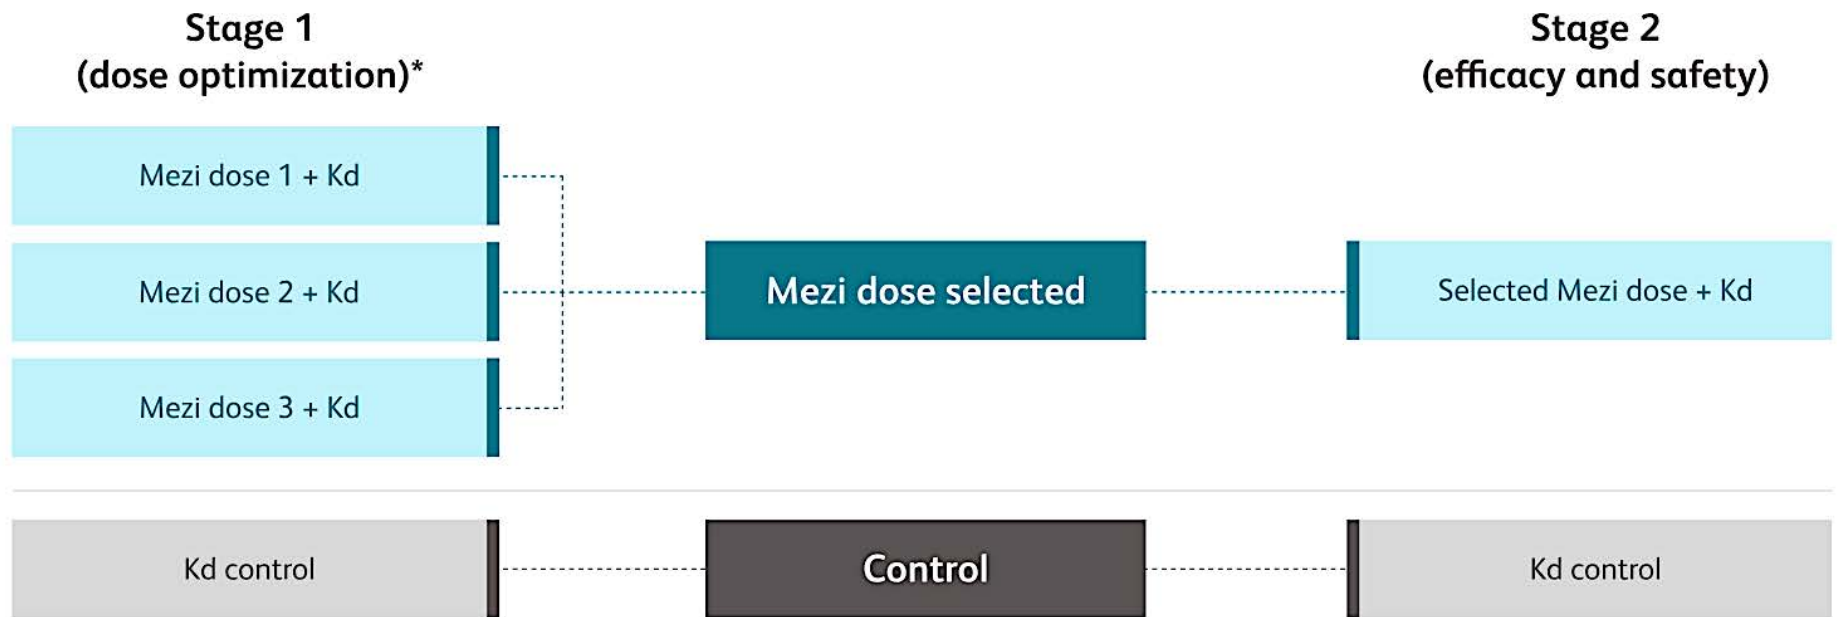 Stage 1
(dose optimization)*
Stage 2
(efficacy and safety)
Mezi dose 1 + Kd
Mezi dose 2 + Kd
Mezi dose 3 + Kd
Mezi dose selected
Selected Mezi dose + Kd
Kd control
Control
Kd control